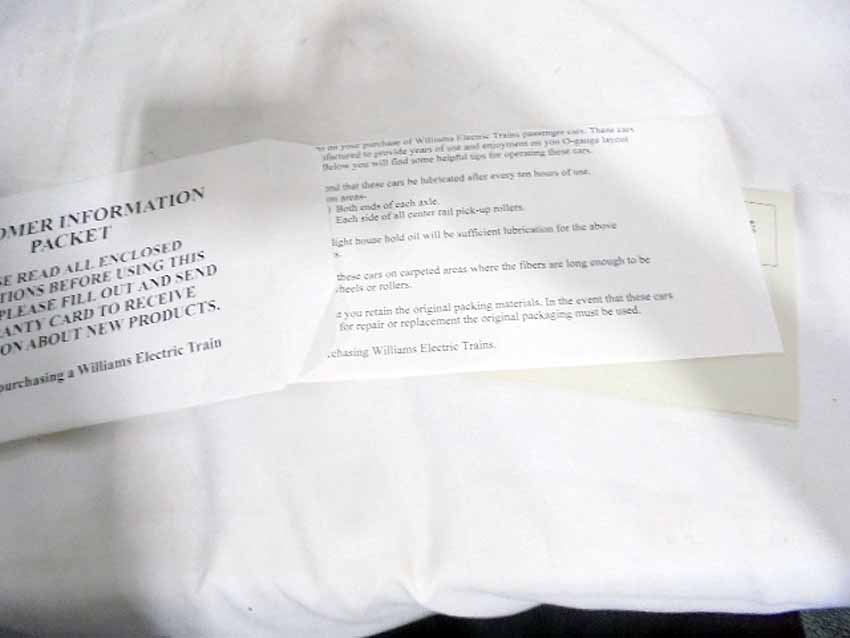 OMER INFORMATION
PACKET
SE READ ALL ENCLOSED
TIONS BEFORE USING THIS
PLEASE FILL OUT AND SEND
ANTY CARD TO RECEIVE
ON ABOUT NEW PRODUCTS.
purchasing a Williams Electric Train
on your purchase of Williams Electric Trains passenger cars. These cars
ufactured to provide years of use and enjoyment on you O-gauge layout
Below you will find some helpful tips for operating these cars.
end that these cars be lubricated after every ten hours of use.
on areas-
) Both ends of each axle.
Each side of all center rail pick-up rollers.
light house hold oil will be sufficient lubrication for the above
s.
these cars on carpeted areas where the fibers are long enough to be
wheels or rollers.
you retain the original packing materials. In the event that these cars
for repair or replacement the original packaging must be used.
chasing Williams Electric Trains.